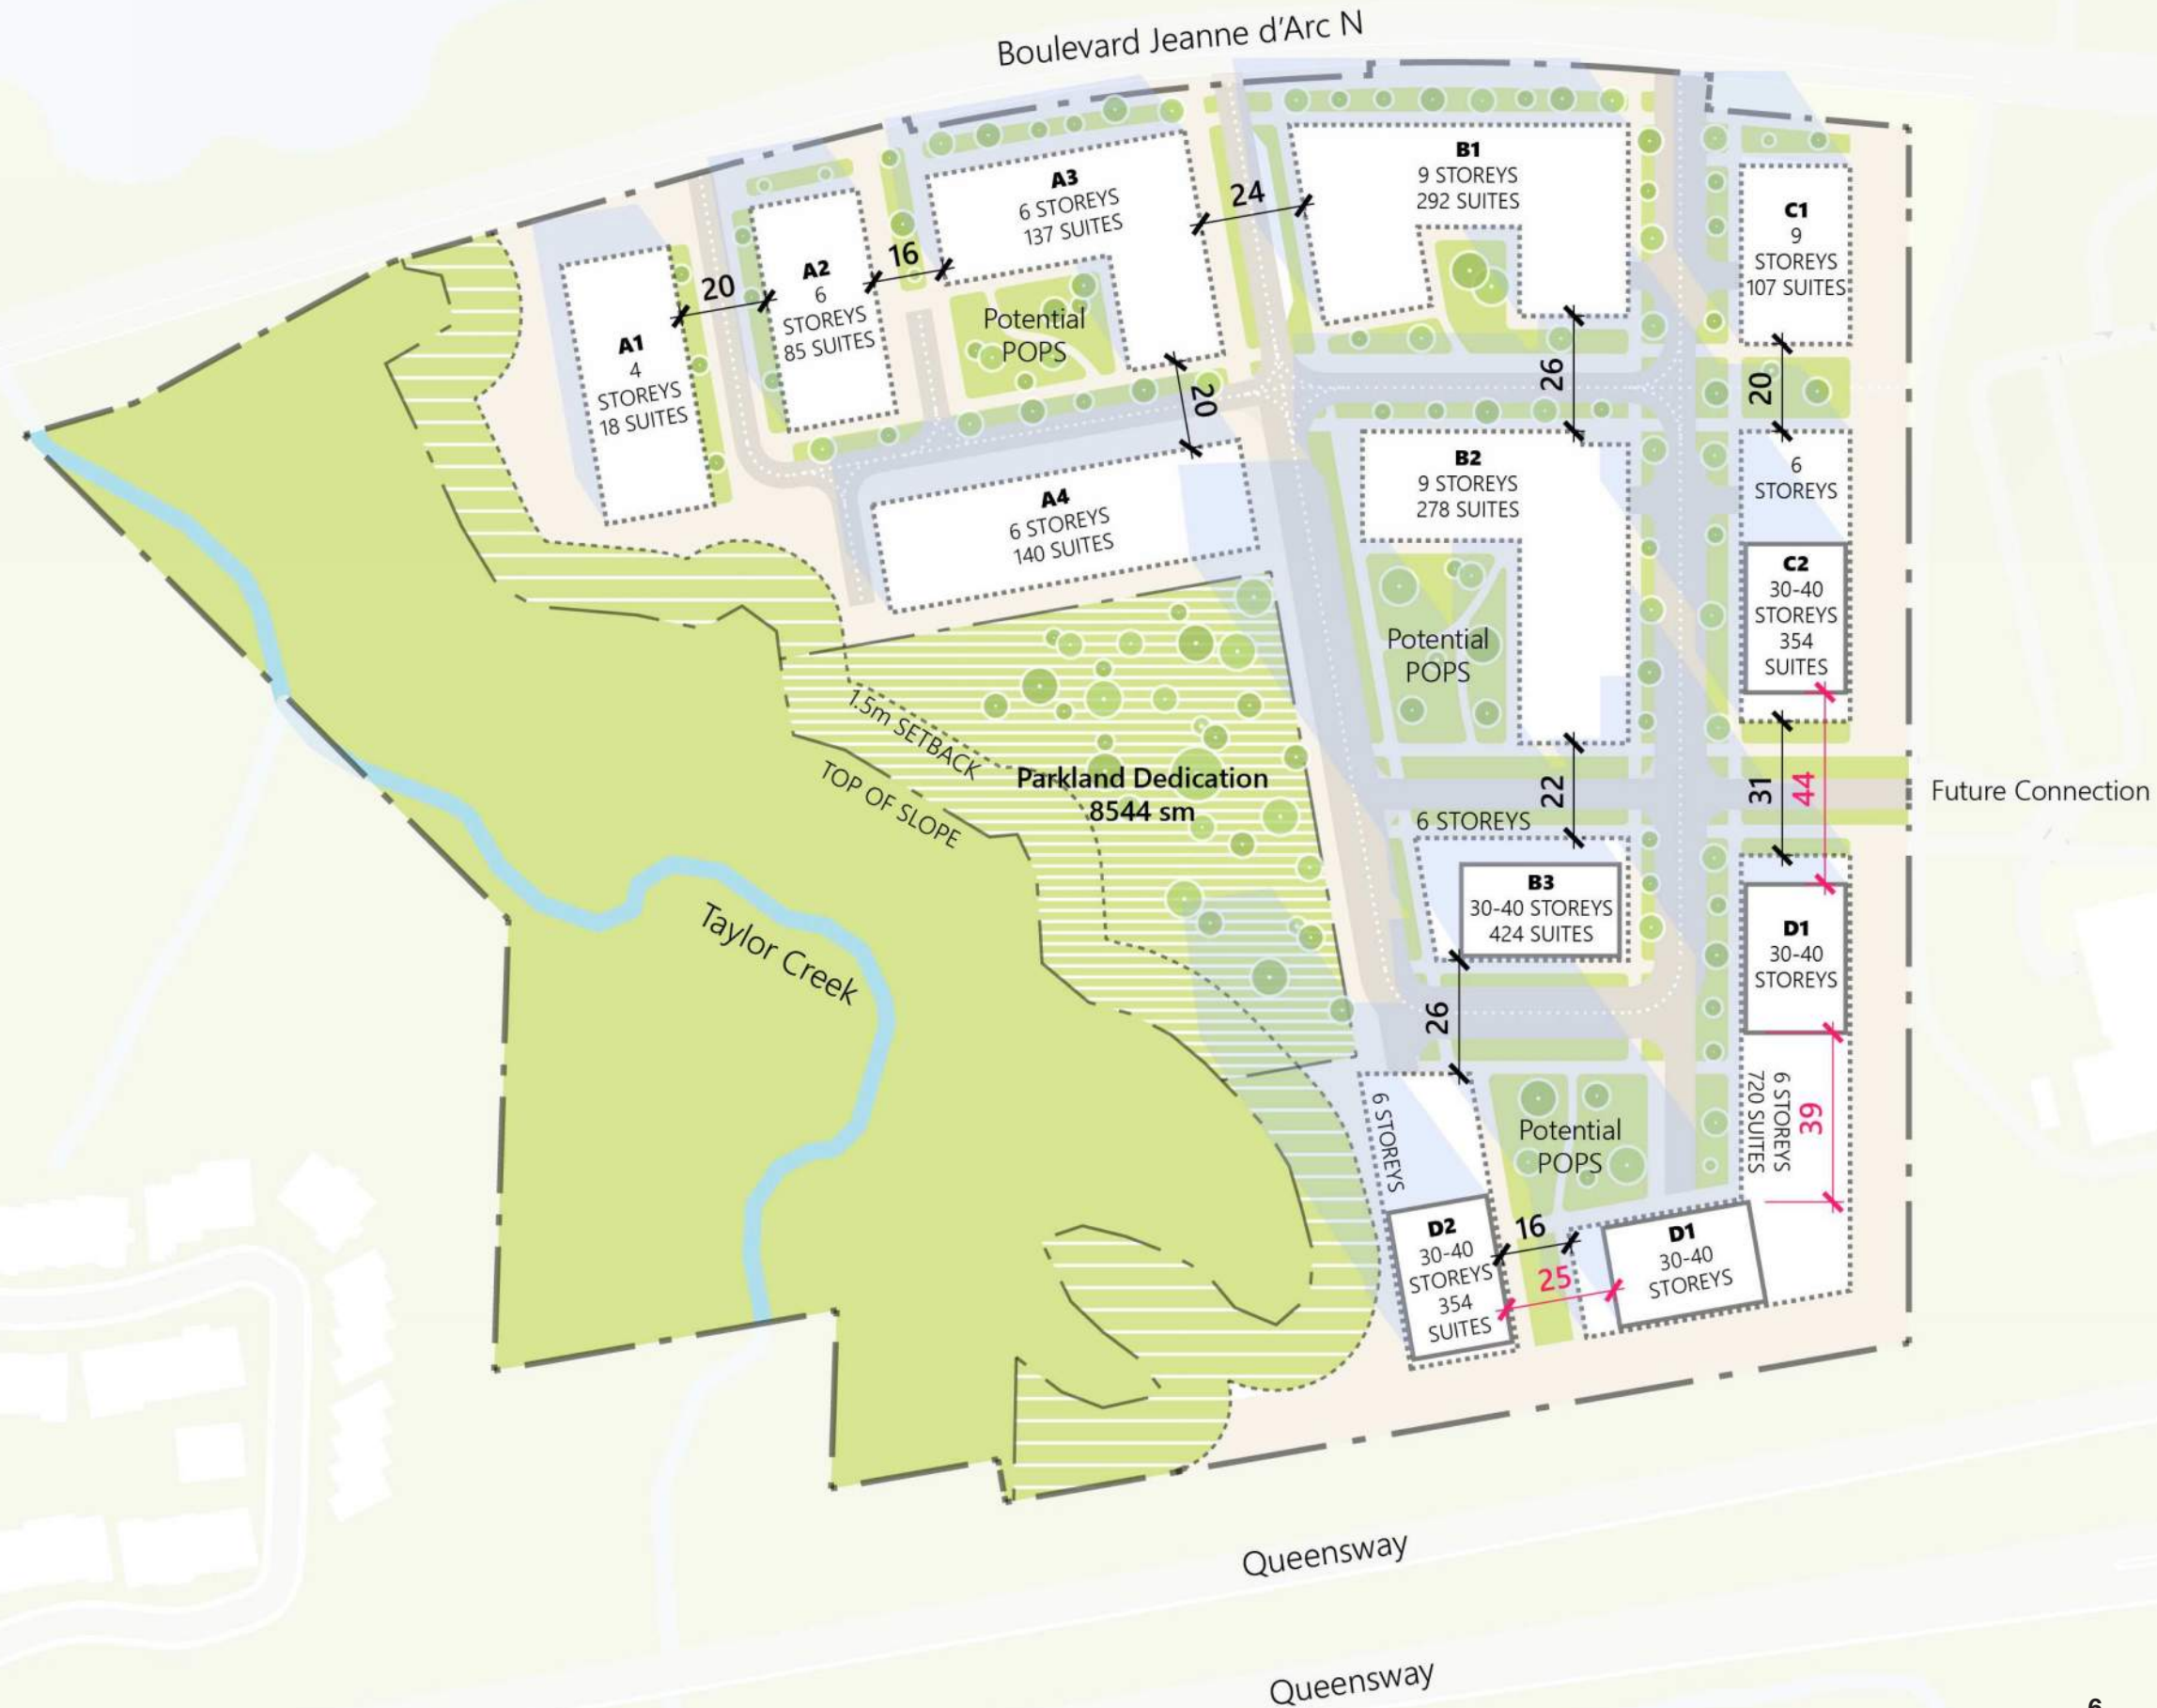 Boulevard Jeanne d'Arc N
A1
4
STOREYS
18 SUITES
20
A2
6
STOREYS
85 SUITES
16
A3
6 STOREYS
137 SUITES
Potential
POPS
24
20
A4
6 STOREYS
140 SUITES
B1
9 STOREYS
292 SUITES
26
C1
9
STOREYS
107 SUITES
20
B2
9 STOREYS
278 SUITES
Potential
POPS
6
STOREYS
C2
30-40
STOREYS
354
SUITES
22
31
44
Future Connection
1.5m SETBACK
TOP OF SLOPE
Parkland Dedication
8544 sm
6 STOREYS
B3
30-40 STOREYS
424 SUITES
26
D1
30-40
STOREYS
6 STOREYS
720 SUITES
39
Taylor Creek
6 STOREYS
Potential
POPS
D2
30-40
STOREYS
354
SUITES
16
25
D1
30-40
STOREYS
Queensway
Queensway